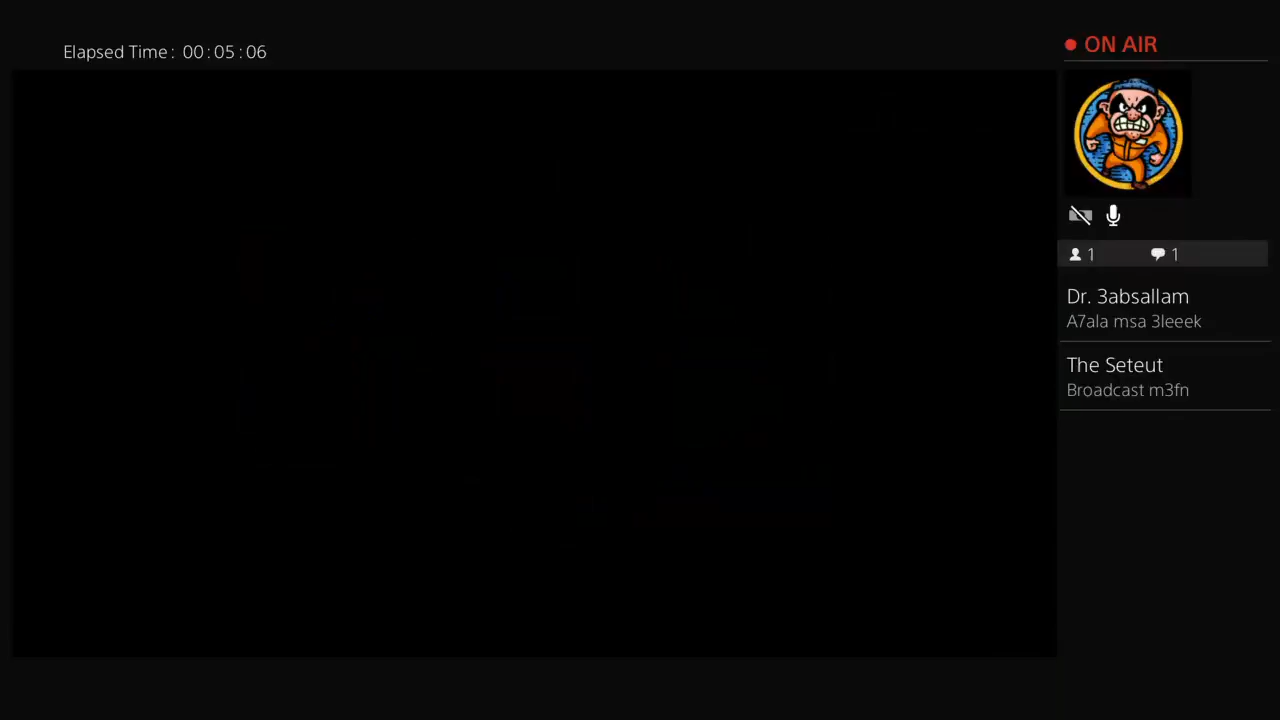 Elapsed Time: 00:05:06
ON AIR
1 1
Dr. 3absallam
A7ala msa 3leeek
The Seteut
Broadcast m3fn